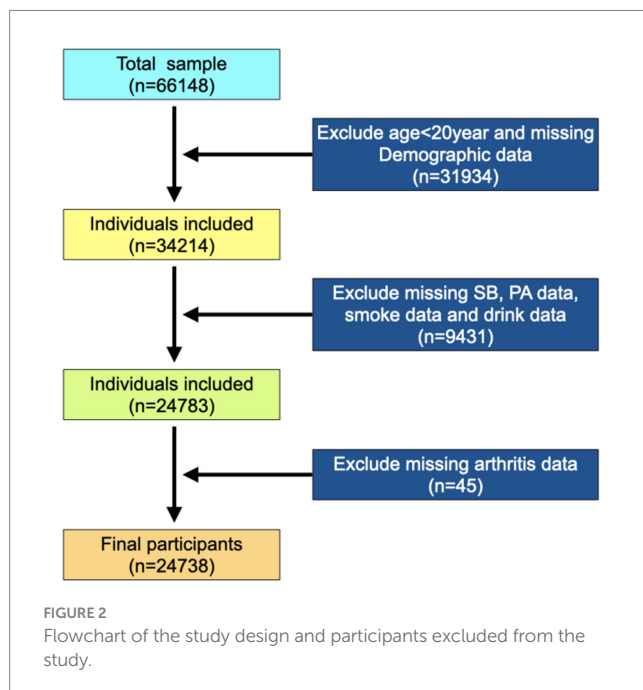 Total sample
(n=66148)
Exclude age<20year and missing
Demographic data
(n=31934)
Individuals included
(n=34214)
Exclude missing SB, PA data,
smoke data and drink data
(n=9431)
Individuals included
(n=24783)
Exclude missing arthritis data
(n=45)
Final participants
(n=24738)
FIGURE 2
Flowchart of the study design and participants excluded from the
study.